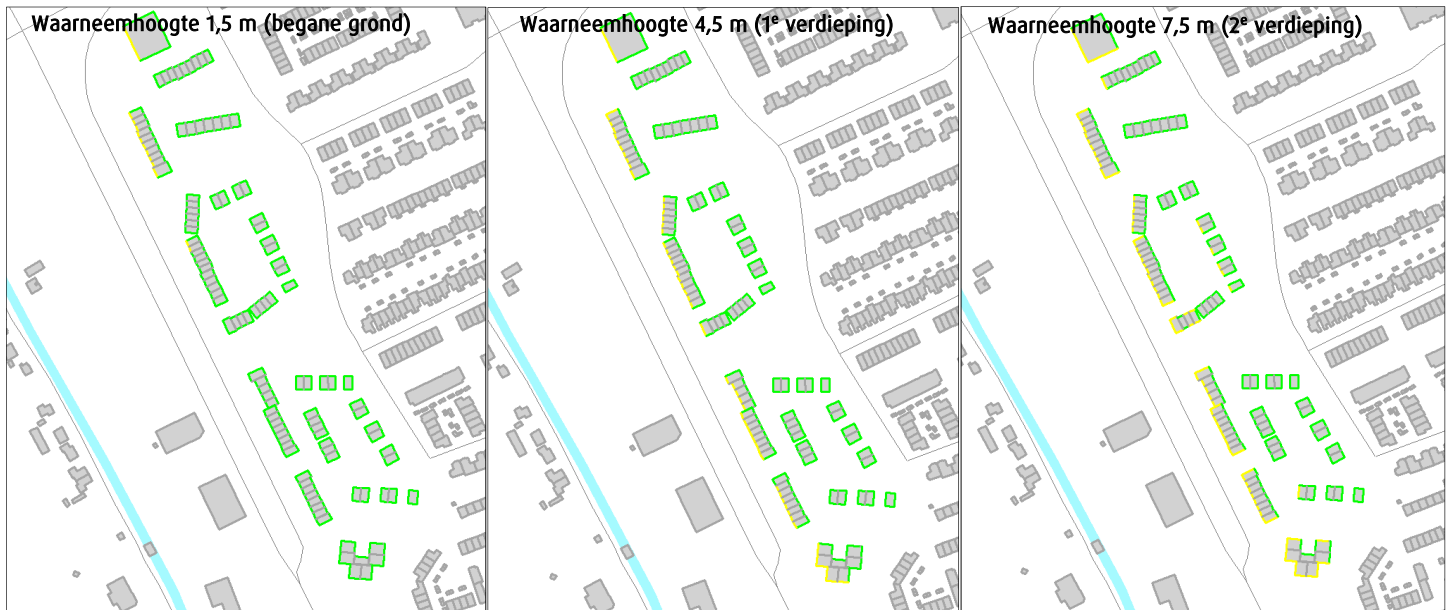 Waarneemhoogte 1,5 m (begane grond)
Waarneemhoogte 4,5 m (1e verdieping)
Waarneemhoogte 7,5 m (2e verdieping)